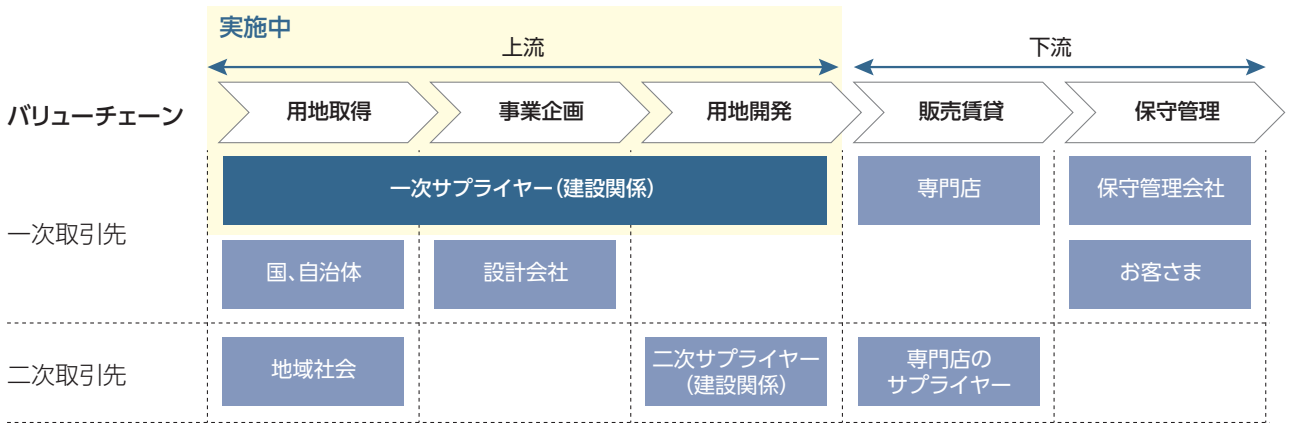 実施中
上流
下流
バリューチェーン
用地取得
事業企画
用地開発
販売賃貸
保守管理
一次取引先
一次サプライヤー（建設関係）
専門店
保守管理会社
国、自治体
設計会社
お客さま
二次取引先
地域社会
二次サプライヤー
（建設関係）
専門店の
サプライヤー